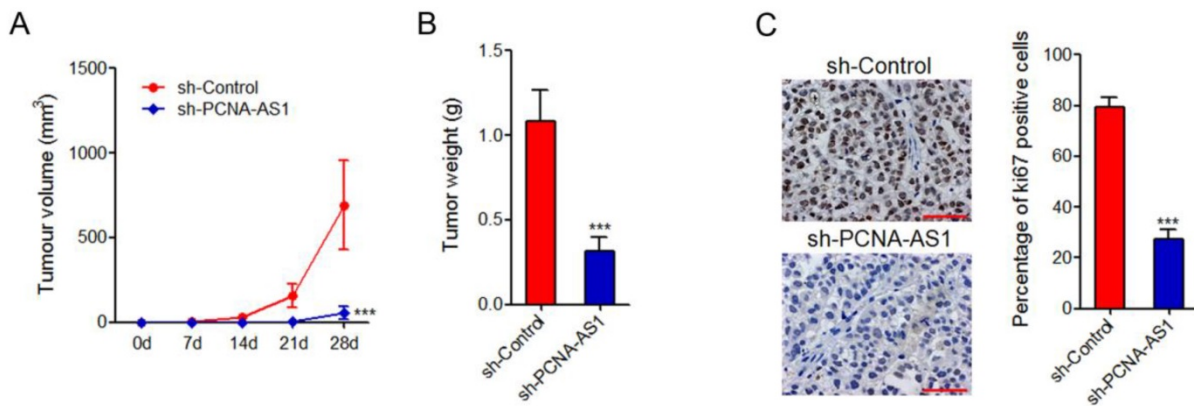 A
1500
1000
500
0
Tumour volume (mm³)
sh-Control
sh-PCNA-AS1
***
0d 7d 14d 21d 28d
B
1.5
1.0
0.5
0.0
Tumor weight (g)
***
sh-Control
sh-PCNA-AS1
C
sh-Control
sh-PCNA-AS1
100
80
60
40
20
0
Percentage of ki67 positive cells
***
sh-Control
sh-PCNA-AS1